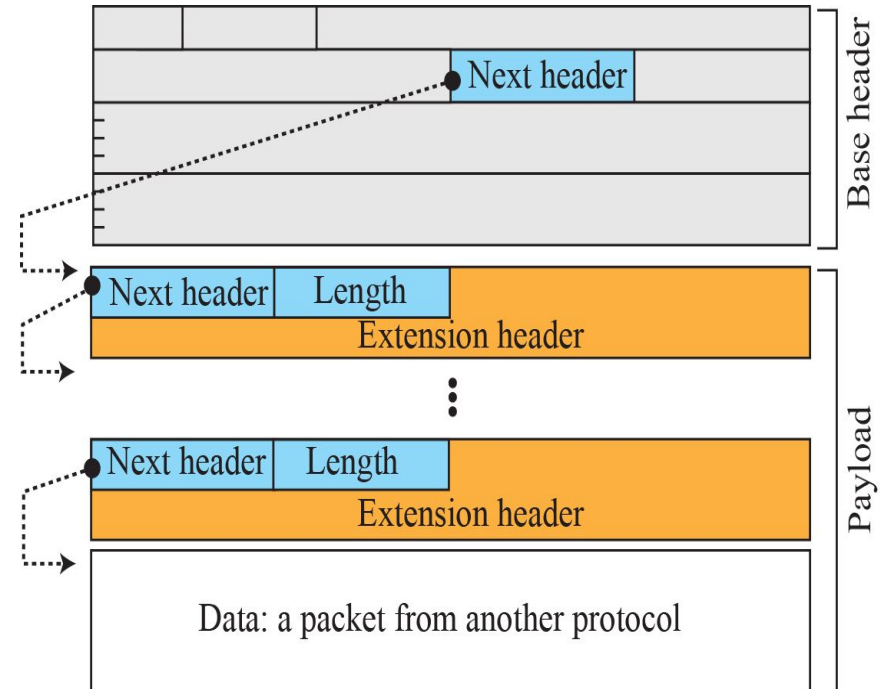 Next header
Base header
Next header
Length
Extension header
Next header
Length
Extension header
Payload
Data: a packet from another protocol